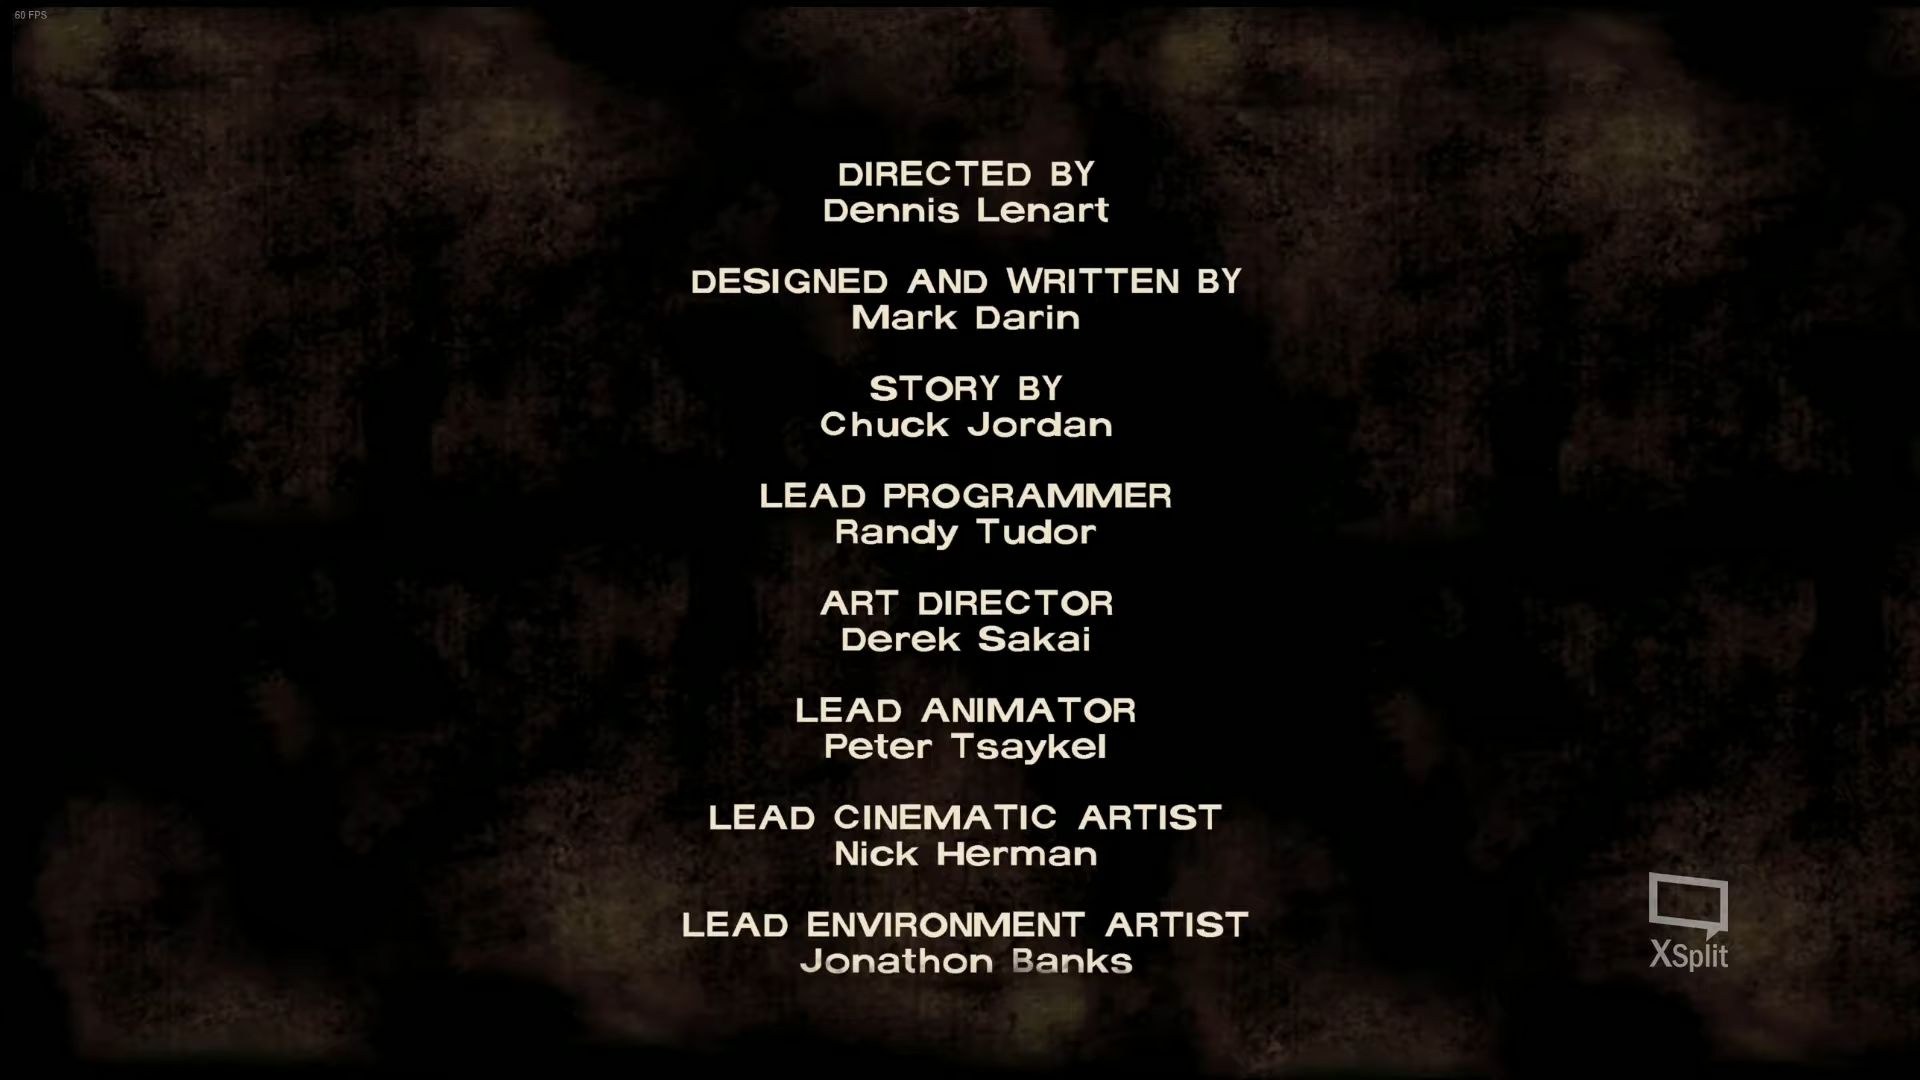 60 FPS
DIRECTED BY
Dennis Lenart
DESIGNED AND WRITTEN BY
Mark Darin
STORY BY
Chuck Jordan
LEAD PROGRAMMER
Randy Tudor
ART DIRECTOR
Derek Sakai
LEAD ANIMATOR
Peter Tsaykel
LEAD CINEMATIC ARTIST
Nick Herman
LEAD ENVIRONMENT ARTIST
Jonathon Banks
XSplit